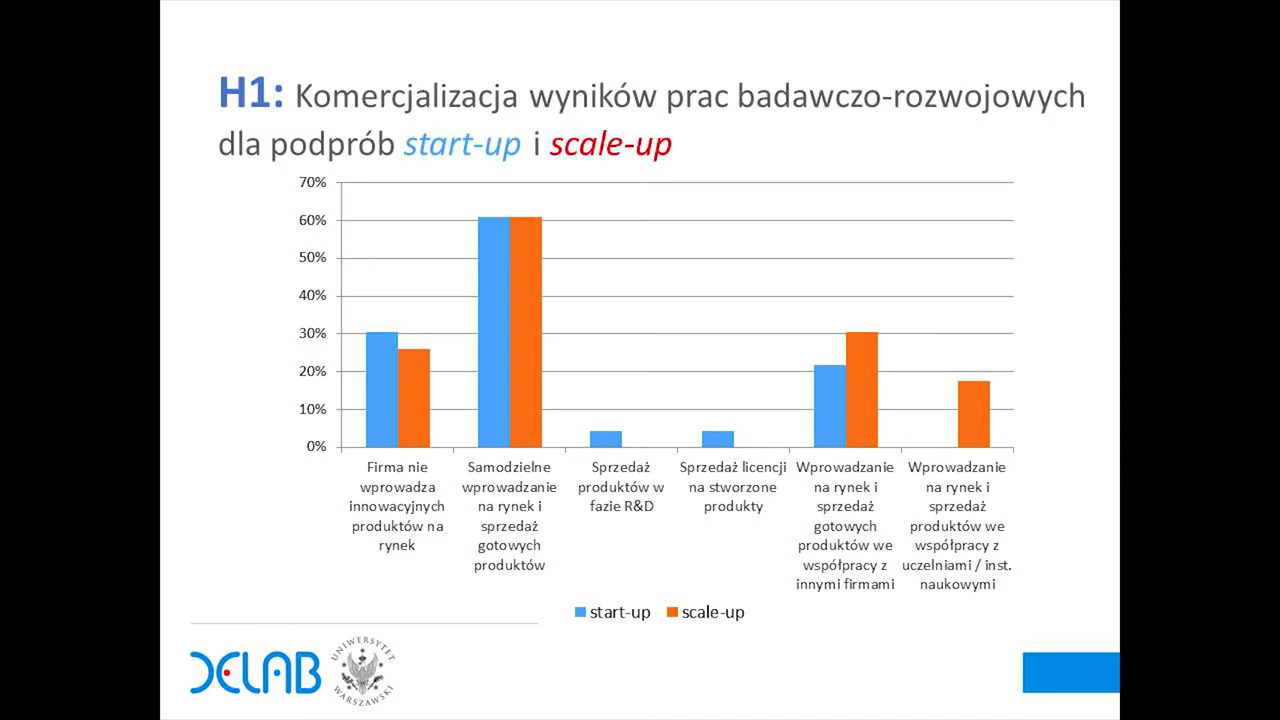 H1: Komercjalizacja wyników prac badawczo-rozwojowych
dla podprób start-up i scale-up
70%
60%
50%
40%
30%
20%
10%
0%
Firma nie
wprowadza
innowacyjnych
produktów na
rynek
Samodzielne
wprowadzanie
na rynek i
sprzedaż
gotowych
produktów
Sprzedaż
produktów w
fazie R&D
Sprzedaż licencji
na stworzone
produkty
Wprowadzanie
na rynek i
sprzedaż
gotowych
produktów we
współpracy z
innymi firmami
Wprowadzanie
na rynek i
sprzedaż
produktów we
współpracy z
uczelniami / inst.
naukowymi
start-up
scale-up
DELAB
UNIWERSYTET
WARSZAWSKI